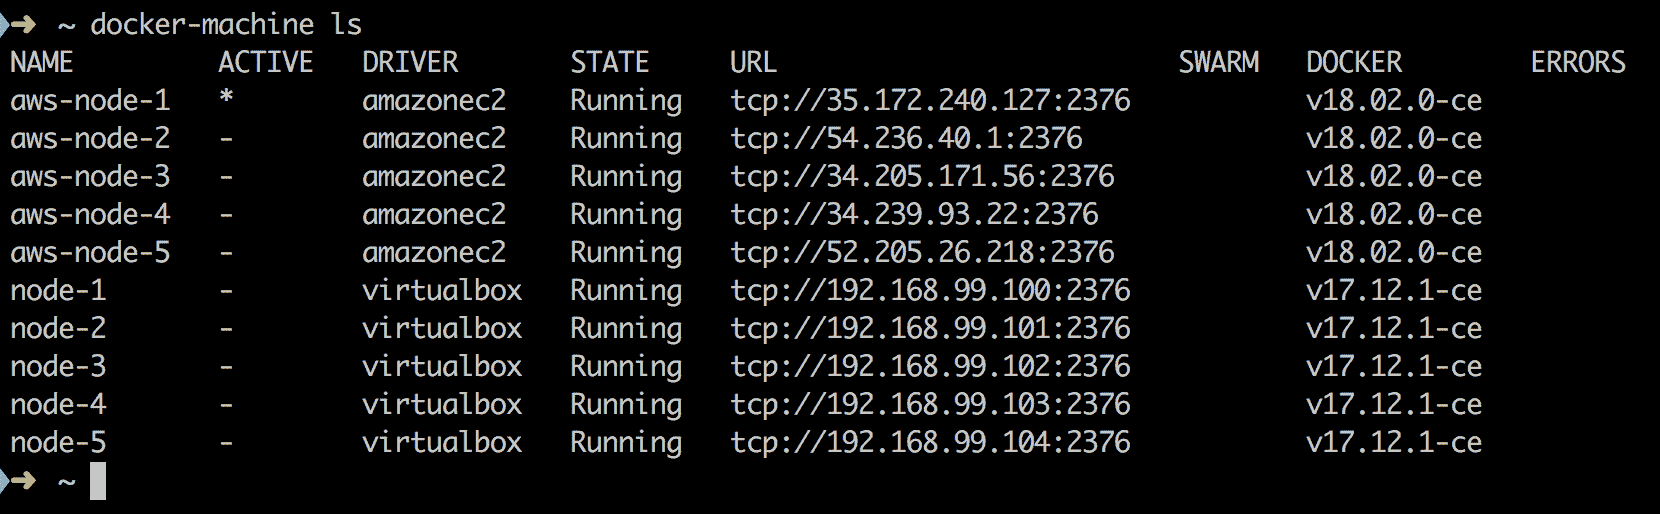 ➜ ~ docker-machine ls
NAME ACTIVE DRIVER STATE URL SWARM DOCKER ERRORS
aws-node-1 * amazonec2 Running tcp://35.172.240.127:2376 v18.02.0-ce
aws-node-2 - amazonec2 Running tcp://54.236.40.1:2376 v18.02.0-ce
aws-node-3 - amazonec2 Running tcp://34.205.171.56:2376 v18.02.0-ce
aws-node-4 - amazonec2 Running tcp://34.239.93.22:2376 v18.02.0-ce
aws-node-5 - amazonec2 Running tcp://52.205.26.218:2376 v18.02.0-ce
node-1 - virtualbox Running tcp://192.168.99.100:2376 v17.12.1-ce
node-2 - virtualbox Running tcp://192.168.99.101:2376 v17.12.1-ce
node-3 - virtualbox Running tcp://192.168.99.102:2376 v17.12.1-ce
node-4 - virtualbox Running tcp://192.168.99.103:2376 v17.12.1-ce
node-5 - virtualbox Running tcp://192.168.99.104:2376 v17.12.1-ce
➜ ~